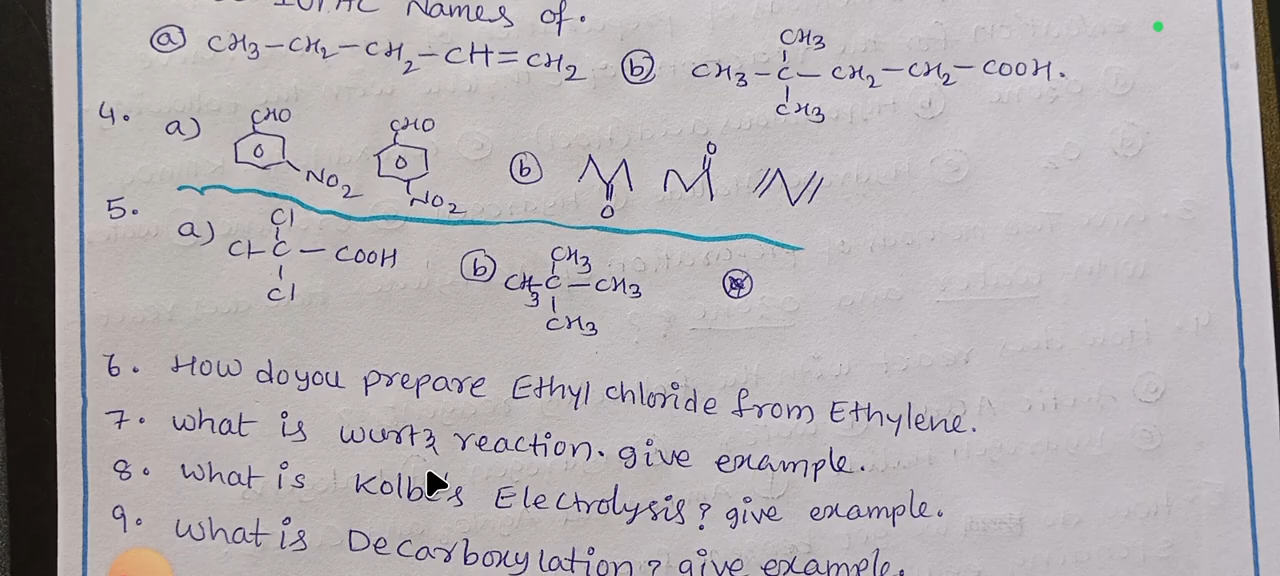 IUPAC Names of.
ⓐ CH3-CH2-CH2-CH=CH2 ⓑ CH3-C-CH2-CH2-COOH.
CH3
CH3
4. a) CHO NO2 CHO NO2 ⓑ O O
5. a) Cl Cl-C-COOH Cl ⓑ CH3 CH3-C-CH3 CH3
6. How do you prepare Ethyl chloride from Ethylene.
7. what is wurtz reaction. give example.
8. what is Kolbe's Electrolysis? give example.
9. what is Decarboxylation? give example.